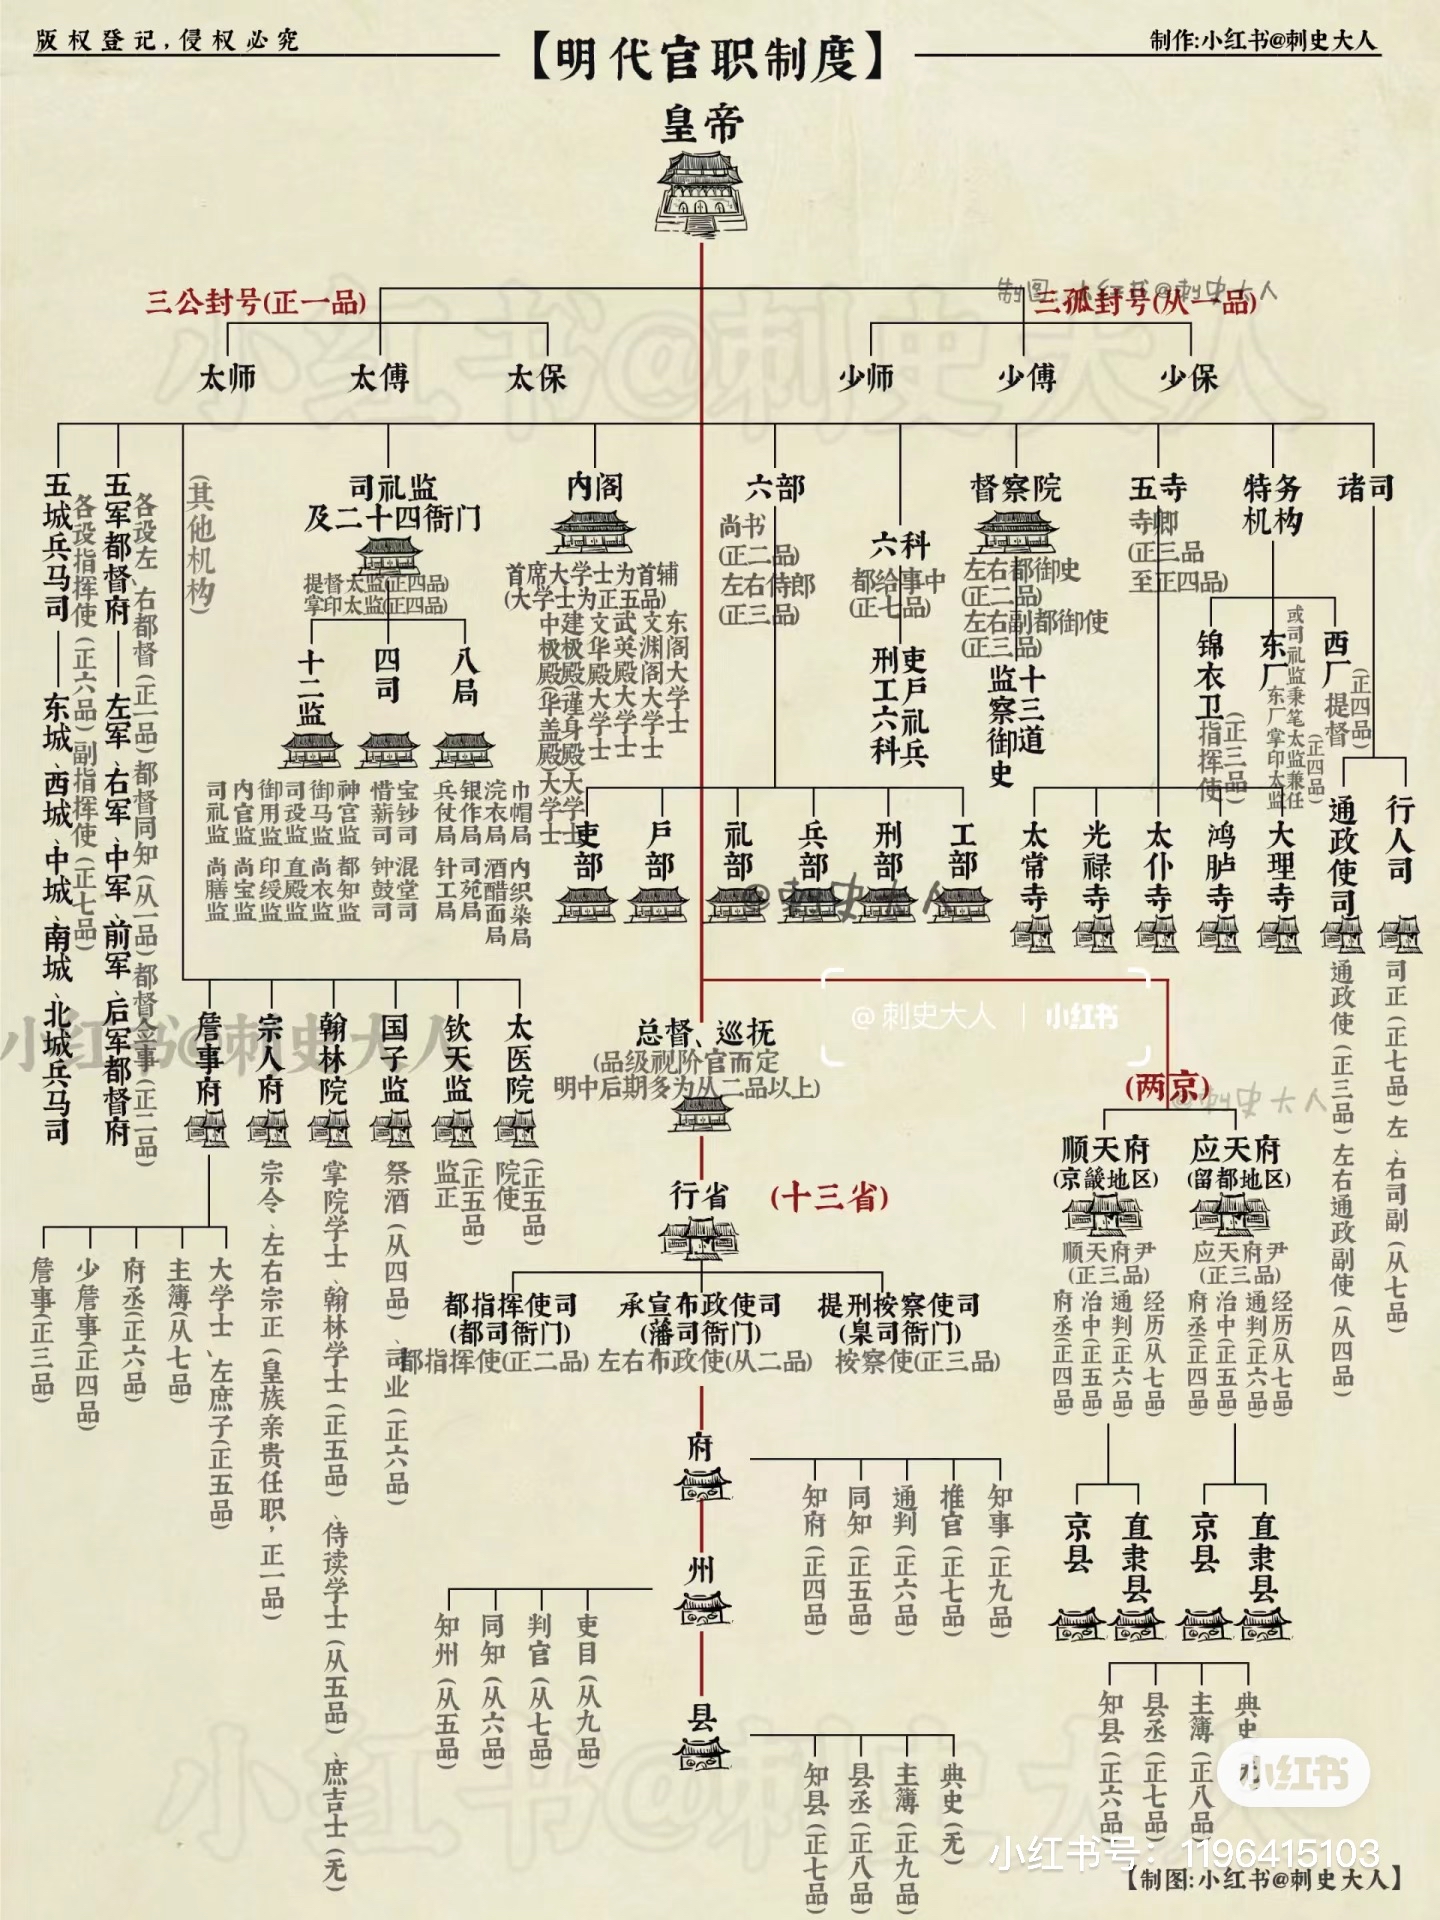 版权登记,侵权必究
【明代官职制度】
制作:小红书@刺史大人
皇帝
三公封号(正一品)
制图:小红书@刺史大人
三孤封号(从一品)
小红书@刺史大人
太师
太傅
太保
少师
少傅
少保
五城兵马司
各设指挥使(正六品)副指挥使(正七品)
东城、西城、中城、南城、北城兵马司
五军都督府
各设左、右都督(正一品)都督同知(从一品)都督佥事(正二品)
左军、右军、中军、前军、后军都督府
(其他机构)
司礼监
及二十四衙门
提督太监(正四品)
掌印太监(正四品)
十二监
四司
八局
司礼监
内官监
御用监
司设监
御马监
神宫监
尚膳监
尚宝监
印绶监
直殿监
尚衣监
都知监
惜薪司
宝钞司
钟鼓司
混堂司
兵仗局
银作局
浣衣局
巾帽局
针工局
司苑局
酒醋面局
内织染局
内阁
首席大学士为首辅
(大学士为正五品)
中极殿(华盖殿)大学士
建极殿(谨身殿)大学士
文华殿大学士
武英殿大学士
文渊阁大学士
东阁大学士
六部
尚书
(正二品)
左右侍郎
(正三品)
吏部
户部
礼部
兵部
刑部
工部
@刺史大人
六科
都给事中
(正七品)
吏户礼兵
刑工六科
督察院
左右都御史
(正二品)
左右副都御使
(正三品)
十三道
监察御史
五寺
寺卿
(正三品
至正四品)
太常寺
光禄寺
太仆寺
鸿胪寺
大理寺
特务
机构
锦衣卫
指挥使
(正三品)
东厂
或司礼监秉笔太监兼任
东厂掌印太监
(正四品)
西厂
提督
(正四品)
诸司
通政使司
行人司
通政使(正三品)左右通政副使(从四品)
司正(正七品)左、右司副(从七品)
小红书@刺史大人
詹事府
宗人府
翰林院
国子监
钦天监
太医院
詹事(正三品)
少詹事(正四品)
府丞(正六品)
主簿(从七品)
大学士、左庶子(正五品)
宗令、左右宗正(皇族亲贵任职,正一品)
掌院学士、翰林学士(正五品)、侍读学士(从五品)、庶吉士(无)
祭酒(从四品)、司业(正六品)
监正
(正五品)
院使
(正五品)
@刺史大人 | 小红书
总督、巡抚
(品级视阶官而定
明中后期多为从二品以上)
行省
(十三省)
都指挥使司
(都司衙门)
都指挥使(正二品)
承宣布政使司
(藩司衙门)
左右布政使(从二品)
提刑按察使司
(臬司衙门)
按察使(正三品)
府
知府(正四品)
同知(正五品)
通判(正六品)
推官(正七品)
知事(正九品)
州
知州(从五品)
同知(从六品)
判官(从七品)
吏目(从九品)
县
知县(正七品)
县丞(正八品)
主簿(正九品)
典史(无)
(两京)
@刺史大人
顺天府
(京畿地区)
顺天府尹
(正三品)
府丞(正四品)
治中(正五品)
通判(正六品)
经历(从七品)
应天府
(留都地区)
应天府尹
(正三品)
府丞(正四品)
治中(正五品)
通判(正六品)
经历(从七品)
京县
直隶县
京县
直隶县
知县(正六品)
县丞(正七品)
主簿(正八品)
典史
小红书@刺史大人
小红书
小红书号:1196415103
【制图:小红书@刺史大人】